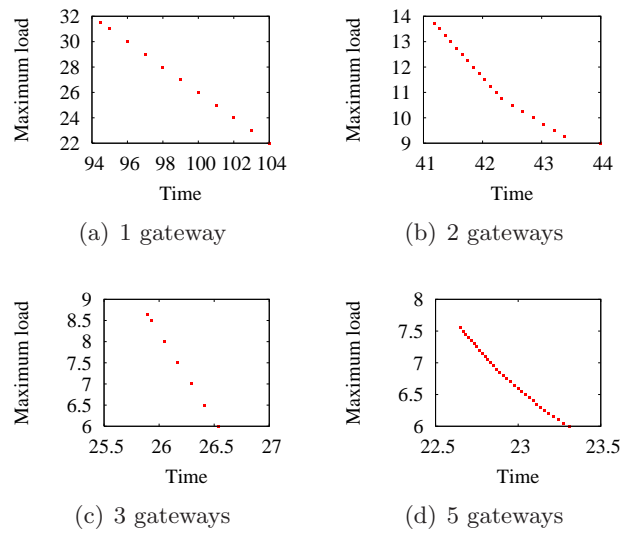 Maximum load
32
30
28
26
24
22
94 96 98 100 102 104
Time
(a) 1 gateway
Maximum load
14
13
12
11
10
9
41 42 43 44
Time
(b) 2 gateways
Maximum load
9
8.5
8
7.5
7
6.5
6
25.5 26 26.5 27
Time
(c) 3 gateways
Maximum load
8
7.5
7
6.5
6
22.5 23 23.5
Time
(d) 5 gateways